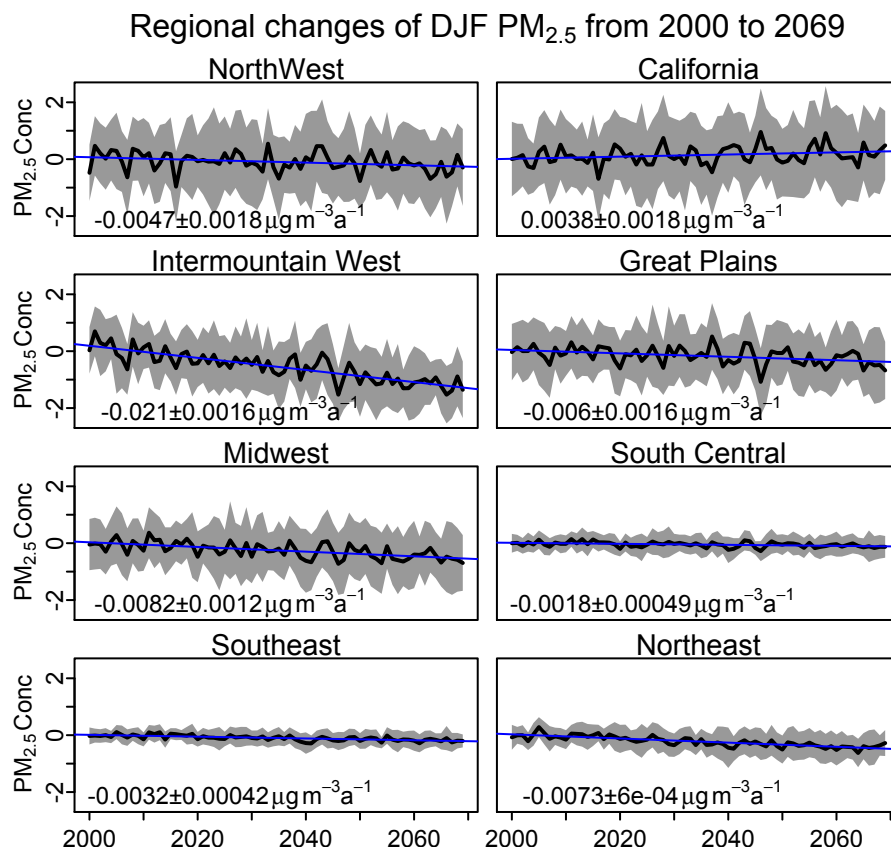 Regional changes of DJF PM₂.₅ from 2000 to 2069
NorthWest
California
2
0
-2
PM₂.₅ Conc
-0.0047±0.0018 µg m⁻³a⁻¹
0.0038±0.0018 µg m⁻³a⁻¹
Intermountain West
Great Plains
2
0
-2
PM₂.₅ Conc
-0.021±0.0016 µg m⁻³a⁻¹
-0.006±0.0016 µg m⁻³a⁻¹
Midwest
South Central
2
0
-2
PM₂.₅ Conc
-0.0082±0.0012 µg m⁻³a⁻¹
-0.0018±0.00049 µg m⁻³a⁻¹
Southeast
Northeast
2
0
-2
PM₂.₅ Conc
-0.0032±0.00042 µg m⁻³a⁻¹
-0.0073±6e-04 µg m⁻³a⁻¹
2000 2020 2040 2060
2000 2020 2040 2060